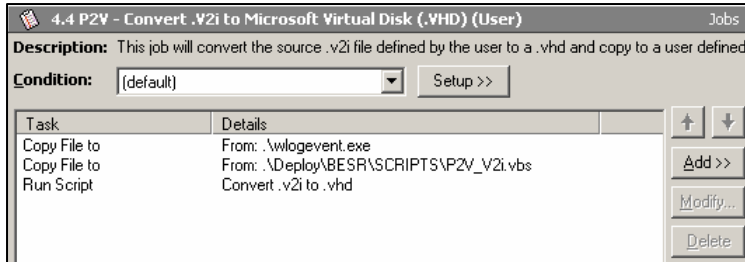 4.4 P2V - Convert .V2i to Microsoft Virtual Disk (.VHD) (User) Jobs
Description: This job will convert the source .v2i file defined by the user to a .vhd and copy to a user defined
Condition: (default) Setup >>
Task Details
Copy File to From: .\wlogevent.exe
Copy File to From: .\Deploy\BESR\SCRIPTS\P2V_V2i.vbs
Run Script Convert .v2i to .vhd
Add >>
Modify...
Delete